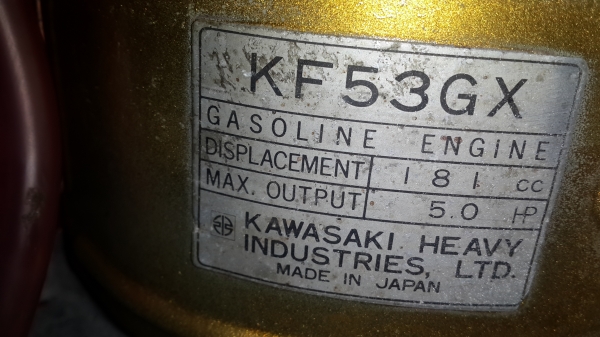 KF53GX
GASOLINE ENGINE
DISPLACEMENT 181 cc
MAX. OUTPUT 5.0 HP
KAWASAKI HEAVY
INDUSTRIES, LTD.
MADE IN JAPAN